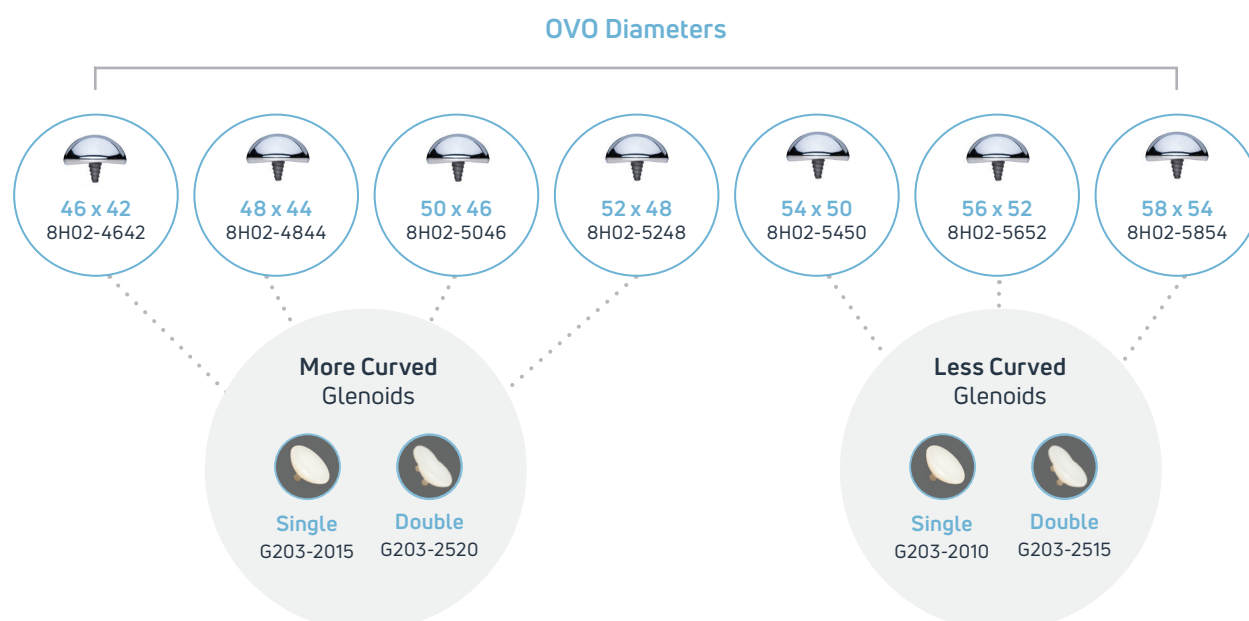 OVO Diameters
46 x 42
8H02-4642
48 x 44
8H02-4844
50 x 46
8H02-5046
52 x 48
8H02-5248
54 x 50
8H02-5450
56 x 52
8H02-5652
58 x 54
8H02-5854
More Curved
Glenoids
Single
G203-2015
Double
G203-2520
Less Curved
Glenoids
Single
G203-2010
Double
G203-2515